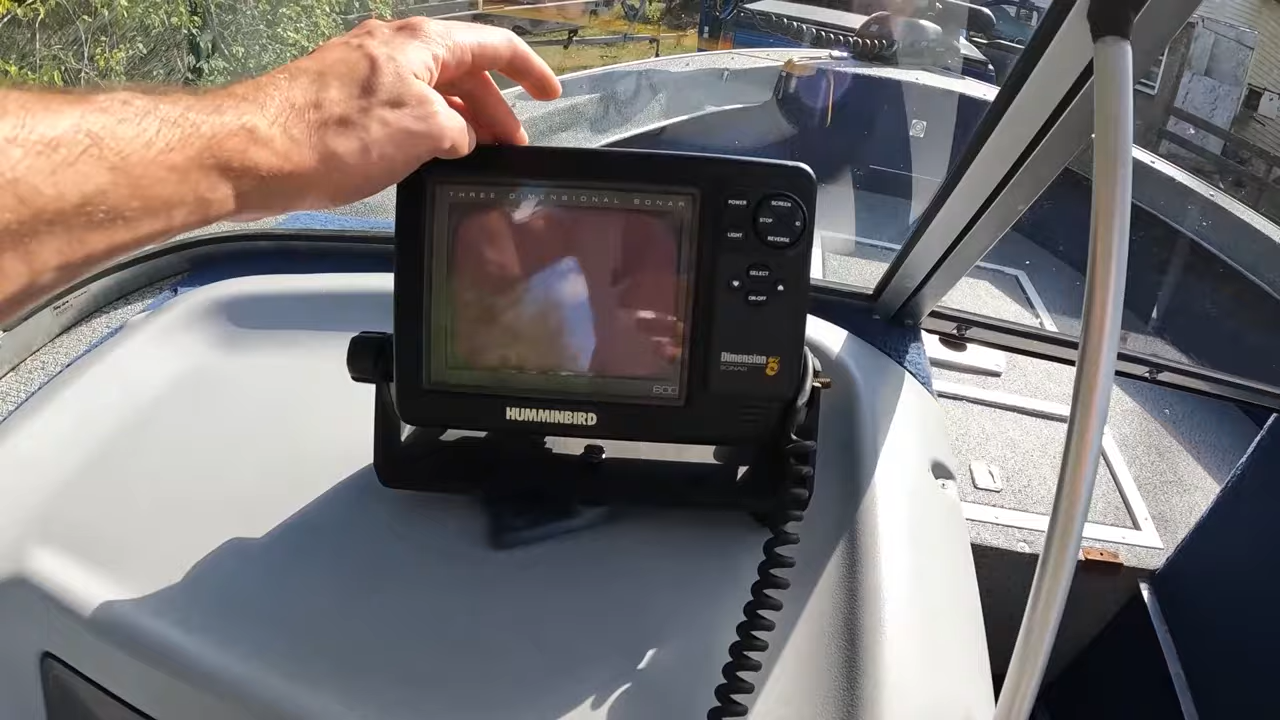 THREE DIMENSIONAL SONAR
POWER
SCREEN
STOP
LIGHT
REVERSE
SELECT
ON-OFF
Dimension 3
SONAR
600
HUMMINBIRD